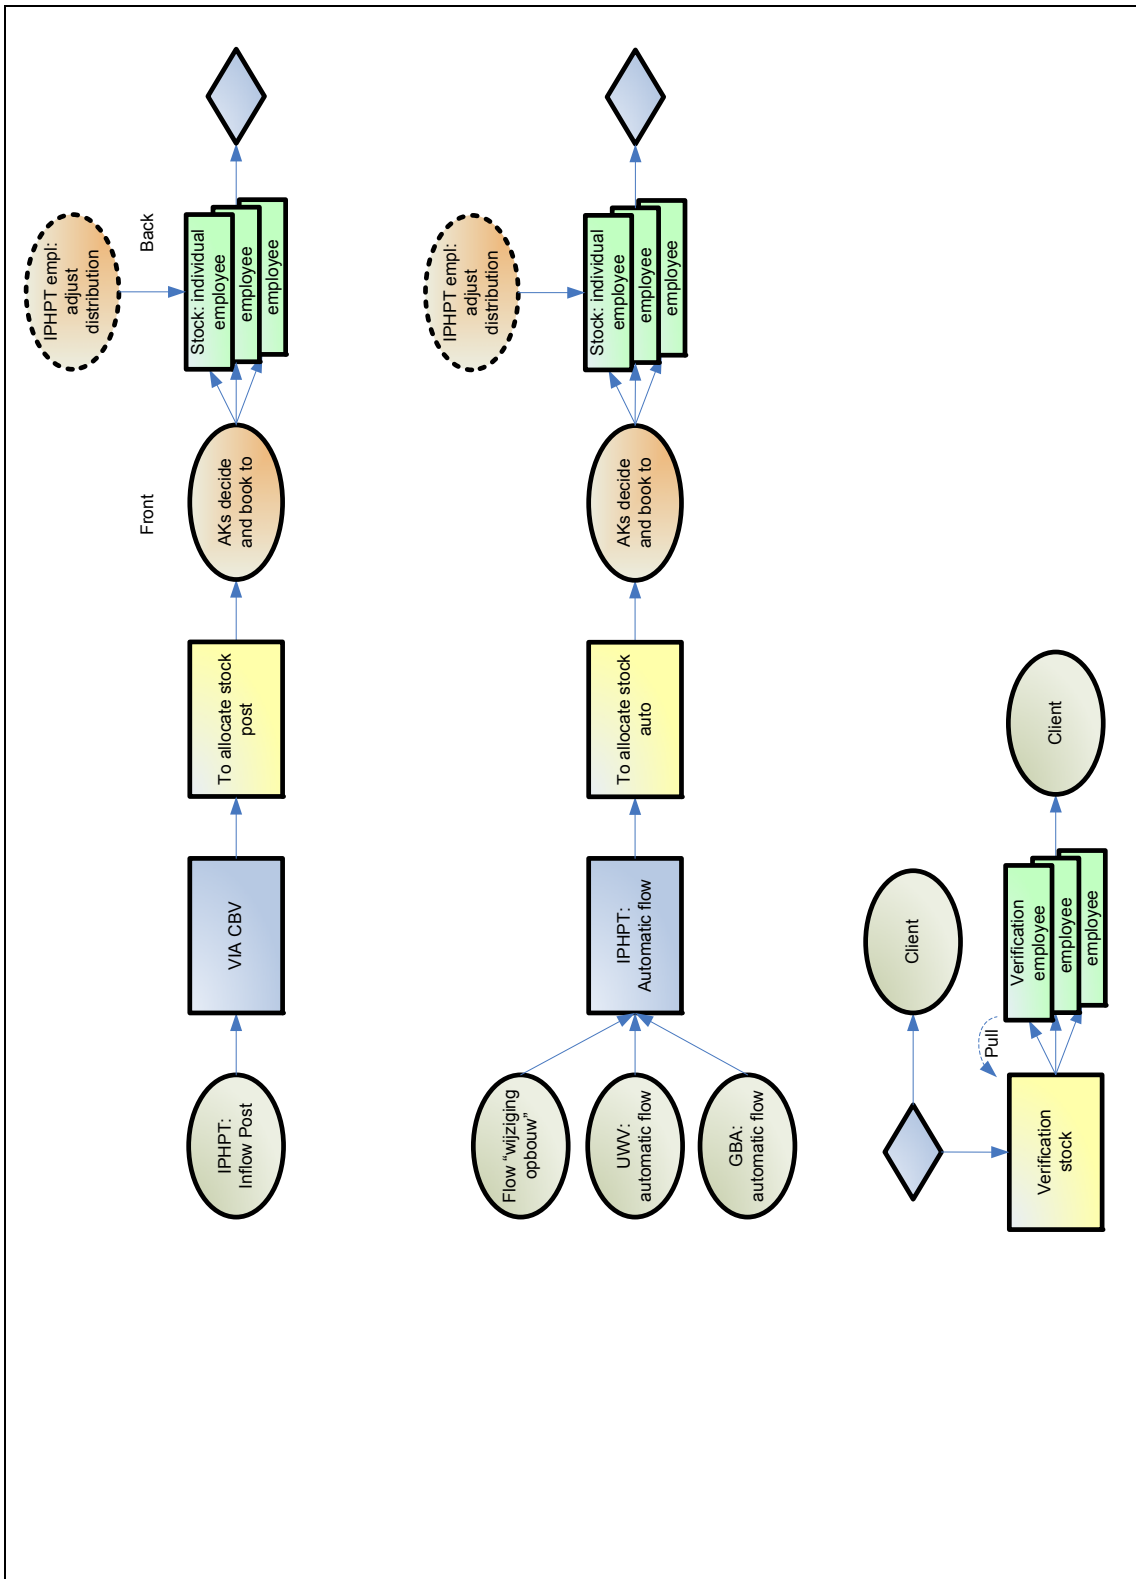 IPHPT:
Inflow Post
VIA CBV
To allocate stock
post
Front
AKs decide
and book to
Back
IPHPT empl:
adjust
distribution
Stock: individual
employee
employee
employee
Flow “wijziging
opbouw”
UWV:
automatic flow
GBA:
automatic flow
IPHPT:
Automatic flow
To allocate stock
auto
AKs decide
and book to
IPHPT empl:
adjust
distribution
Stock: individual
employee
employee
employee
Client
Pull
Verification
stock
Verification
employee
employee
employee
Client